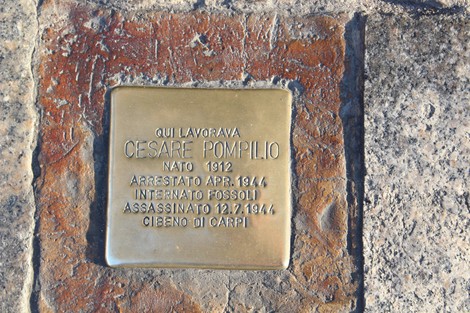 QUI LAVORAVA
CESARE POMPILIO
NATO 1912
ARRESTATO APR. 1944
INTERNATO FOSSOLI
ASSASSINATO 12.7.1944
CIBENO DI CARPI